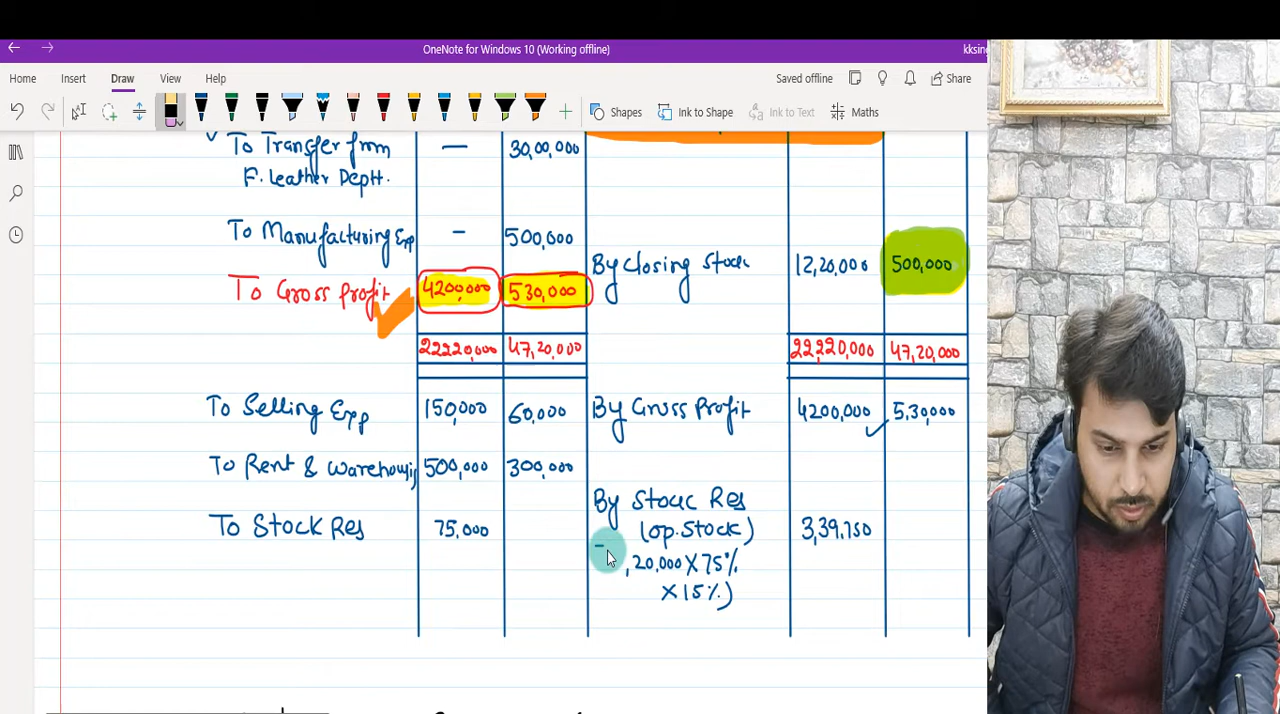 OneNote for Windows 10 (Working offline)
kksing
Home Insert Draw View Help
Saved offline
Share
Shapes Ink to Shape Ink to Text Maths
To Transfer from — 30,00,000
F. Leather Deptt.
To Manufacturing Exp - 500,000
By Closing Stock 12,20,000 500,000
To Gross Profit 4200,000 530,000
22220,000 47,20,000 22,220,000 47,20,000
To Selling Exp 150,000 60,000 By Gross Profit 4200,000 5,30,000
To Rent & Warehousing 500,000 300,000
By Stock Res
To Stock Res 75,000 (op. Stock) 3,39,750
,20,000 X 75%
X 15%)